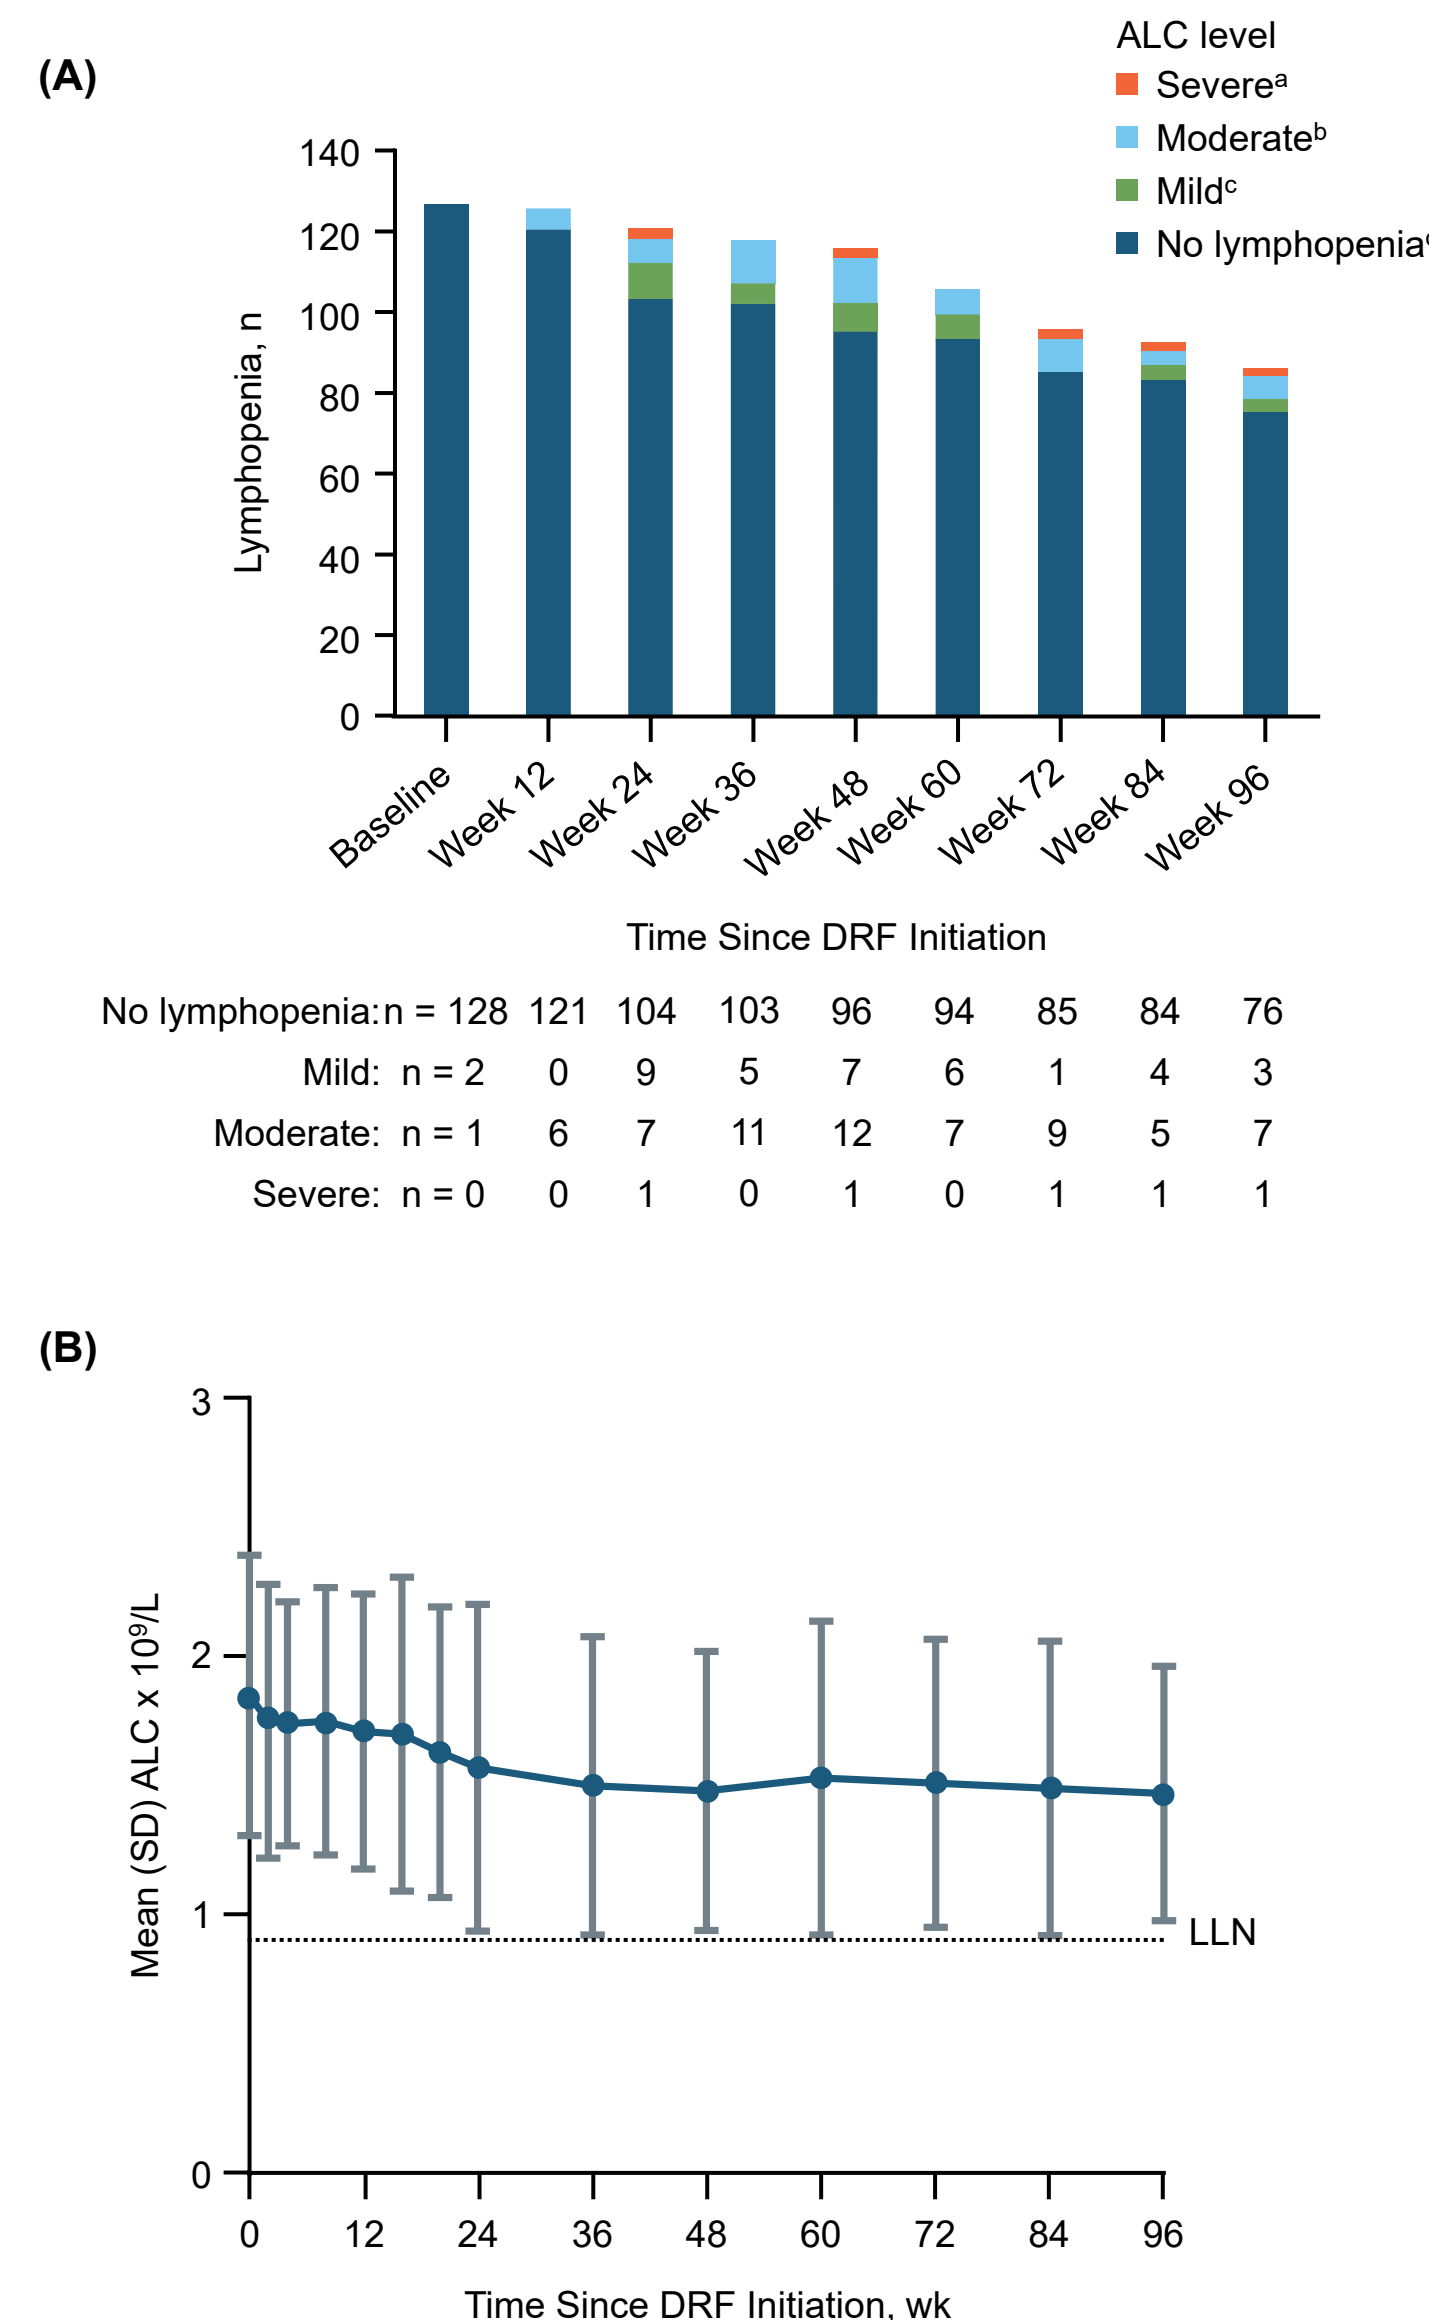 (A)
ALC level
Severeᵃ
Moderateᵇ
Mildᶜ
No lymphopenia
140
120
100
80
60
40
20
0
Lymphopenia, n
Baseline
Week 12
Week 24
Week 36
Week 48
Week 60
Week 72
Week 84
Week 96
Time Since DRF Initiation
No lymphopenia: n = 128 121 104 103 96 94 85 84 76
Mild: n = 2 0 9 5 7 6 1 4 3
Moderate: n = 1 6 7 11 12 7 9 5 7
Severe: n = 0 0 1 0 1 0 1 1 1
(B)
3
2
1
0
Mean (SD) ALC x 10⁹/L
LLN
0 12 24 36 48 60 72 84 96
Time Since DRF Initiation, wk